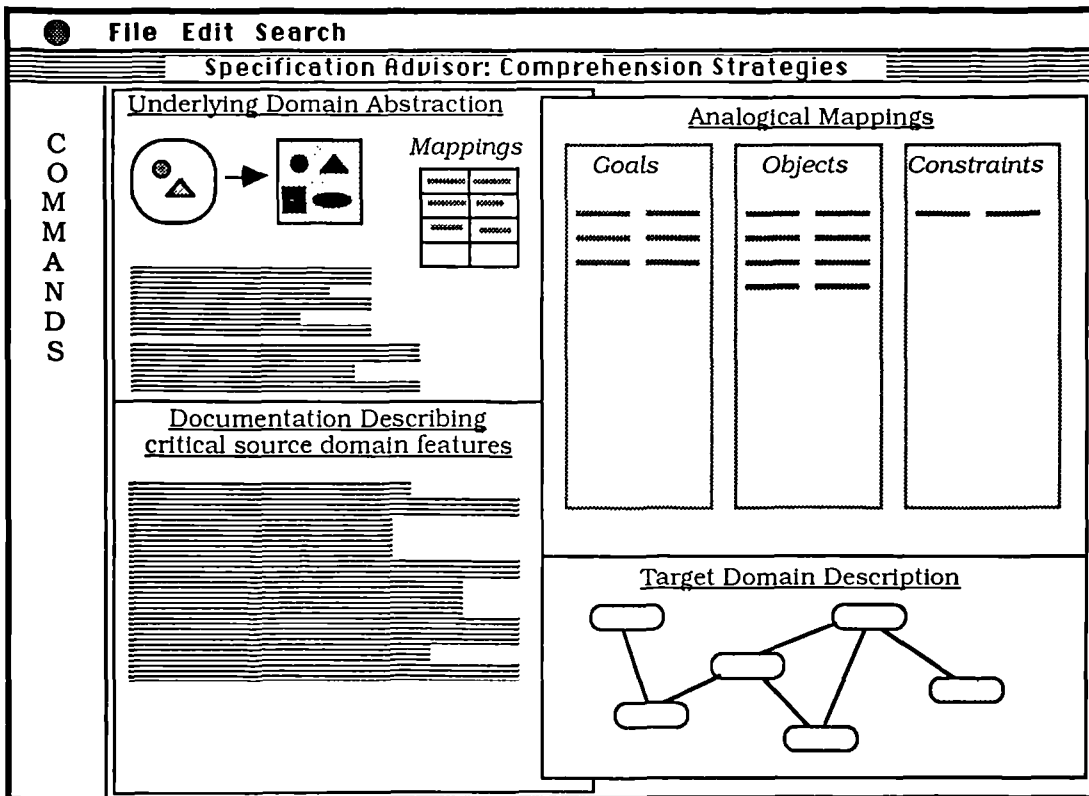 File Edit Search
Specification Advisor: Comprehension Strategies
COMMANDS
Underlying Domain Abstraction
Mappings
Documentation Describing
critical source domain features
Analogical Mappings
Goals Objects Constraints
Target Domain Description